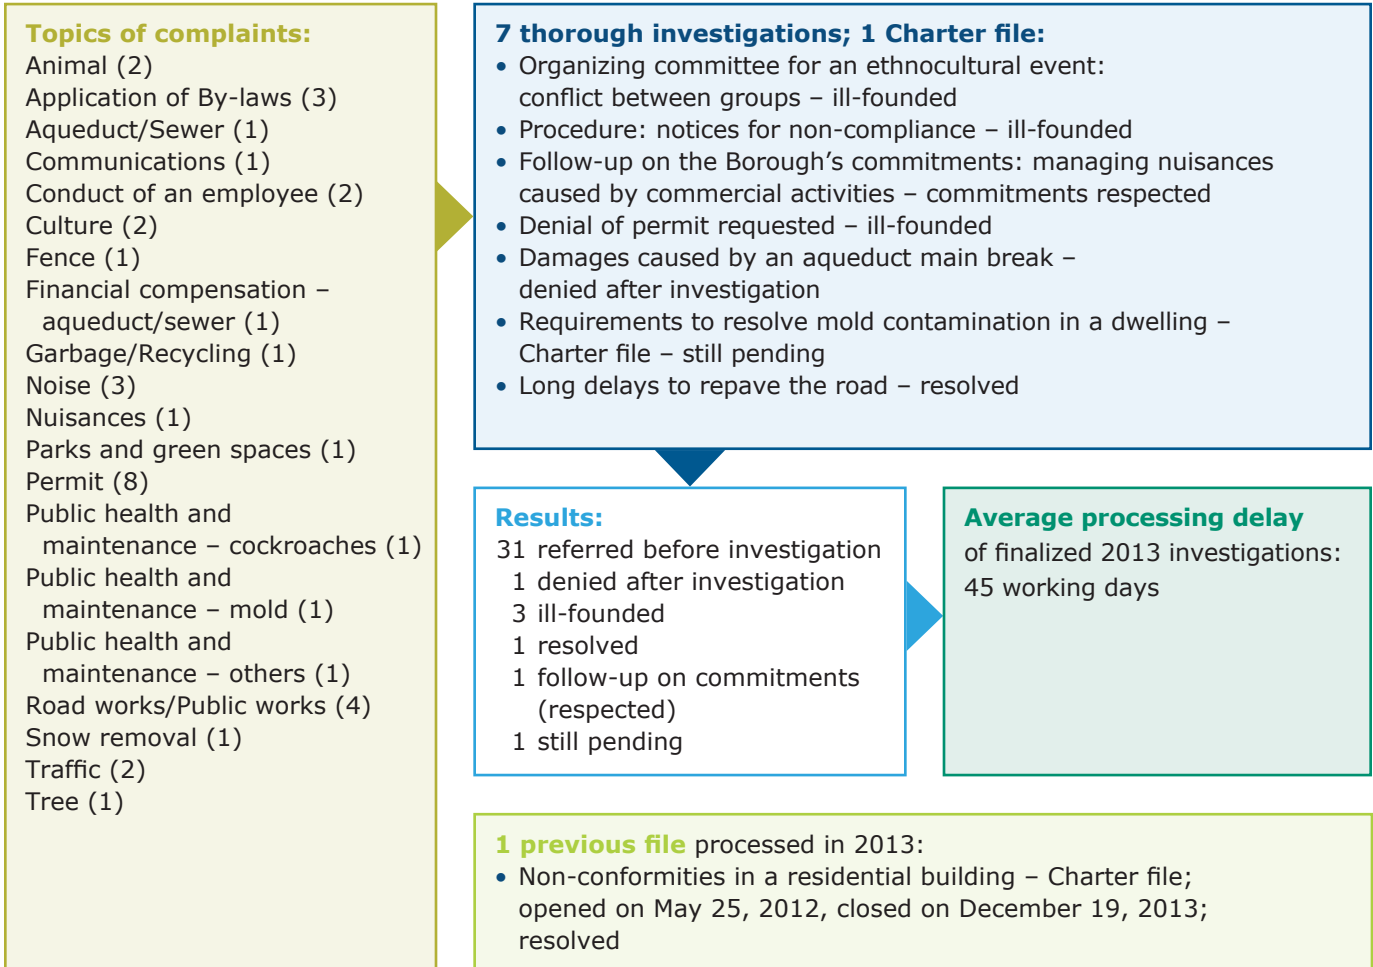 Topics of complaints:
Animal (2)
Application of By-laws (3)
Aqueduct/Sewer (1)
Communications (1)
Conduct of an employee (2)
Culture (2)
Fence (1)
Financial compensation –
aqueduct/sewer (1)
Garbage/Recycling (1)
Noise (3)
Nuisances (1)
Parks and green spaces (1)
Permit (8)
Public health and
maintenance – cockroaches (1)
Public health and
maintenance – mold (1)
Public health and
maintenance – others (1)
Road works/Public works (4)
Snow removal (1)
Traffic (2)
Tree (1)
7 thorough investigations; 1 Charter file:
• Organizing committee for an ethnocultural event:
conflict between groups – ill-founded
• Procedure: notices for non-compliance – ill-founded
• Follow-up on the Borough’s commitments: managing nuisances
caused by commercial activities – commitments respected
• Denial of permit requested – ill-founded
• Damages caused by an aqueduct main break –
denied after investigation
• Requirements to resolve mold contamination in a dwelling –
Charter file – still pending
• Long delays to repave the road – resolved
Results:
31 referred before investigation
1 denied after investigation
3 ill-founded
1 resolved
1 follow-up on commitments
(respected)
1 still pending
Average processing delay
of finalized 2013 investigations:
45 working days
1 previous file processed in 2013:
• Non-conformities in a residential building – Charter file;
opened on May 25, 2012, closed on December 19, 2013;
resolved